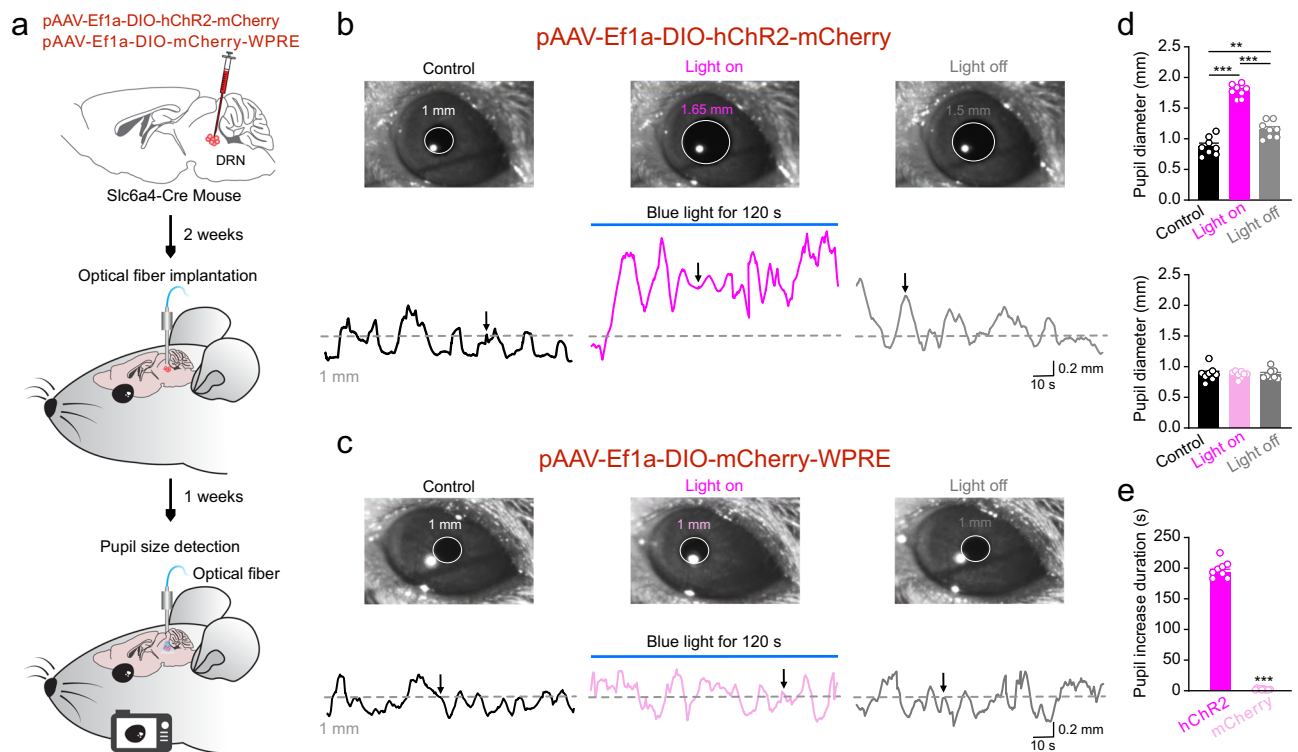 a
pAAV-Ef1a-DIO-hChR2-mCherry
pAAV-Ef1a-DIO-mCherry-WPRE
DRN
Slc6a4-Cre Mouse
2 weeks
Optical fiber implantation
1 weeks
Pupil size detection
Optical fiber
b
pAAV-Ef1a-DIO-hChR2-mCherry
Control
Light on
Light off
1 mm
1.65 mm
1.5 mm
Blue light for 120 s
1 mm
0.2 mm
10 s
c
pAAV-Ef1a-DIO-mCherry-WPRE
Control
Light on
Light off
1 mm
1 mm
1 mm
Blue light for 120 s
1 mm
0.2 mm
10 s
d
Pupil diameter (mm)
2.5
2.0
1.5
1.0
0.5
0.0
**
***
***
Control
Light on
Light off
Pupil diameter (mm)
2.5
2.0
1.5
1.0
0.5
0.0
Control
Light on
Light off
e
Pupil increase duration (s)
250
200
150
100
50
0
***
hChR2
mCherry